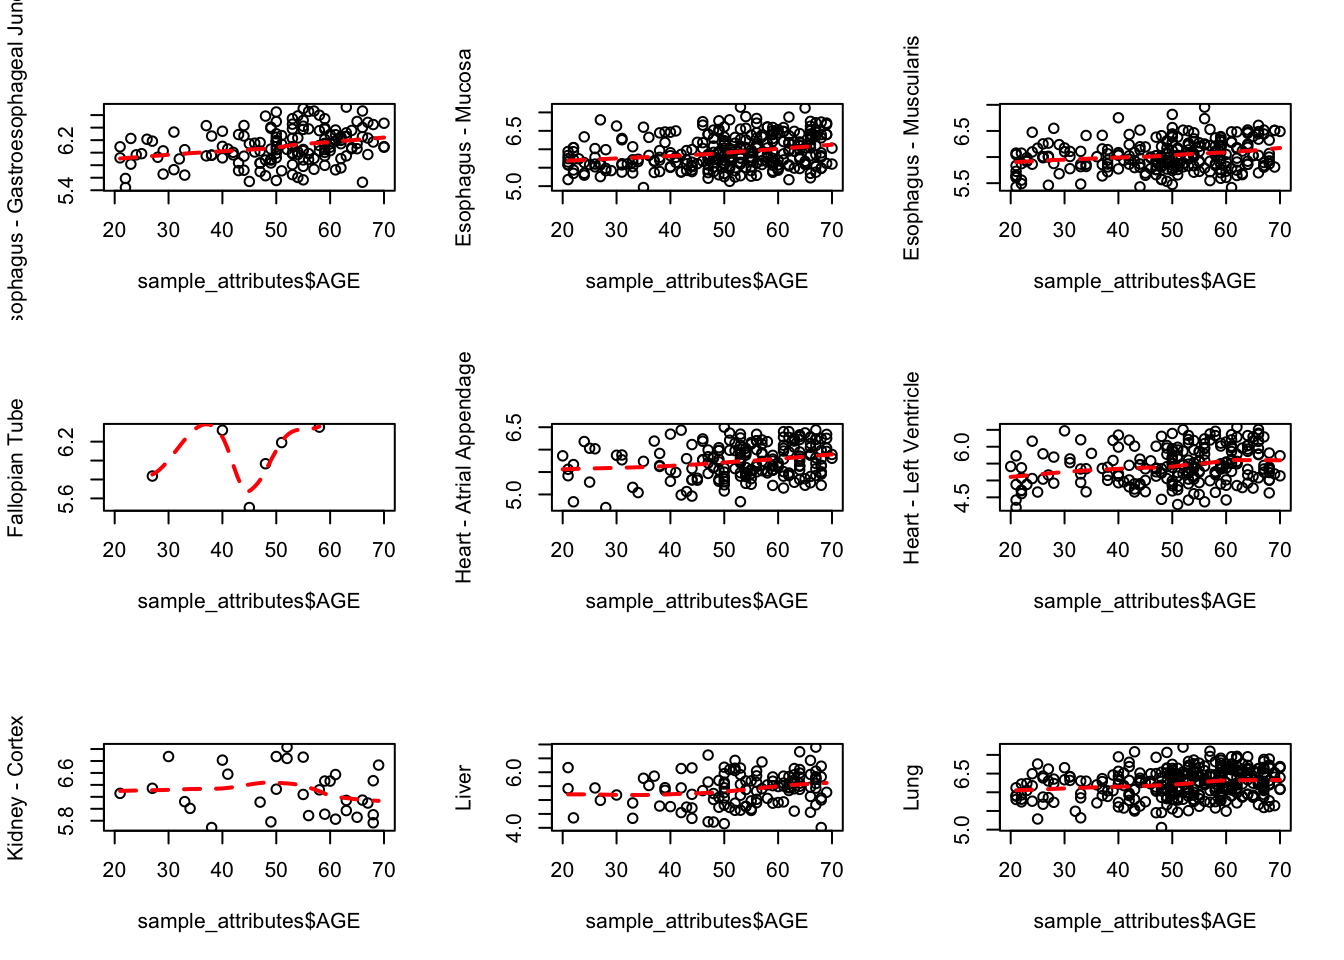 sophagus - Gastroesophageal Junc
5.4 6.2
20 30 40 50 60 70
sample_attributes$AGE
Esophagus - Mucosa
5.0 6.5
20 30 40 50 60 70
sample_attributes$AGE
Esophagus - Muscularis
5.5 6.5
20 30 40 50 60 70
sample_attributes$AGE
Fallopian Tube
5.6 6.2
20 30 40 50 60 70
sample_attributes$AGE
Heart - Atrial Appendage
5.0 6.5
20 30 40 50 60 70
sample_attributes$AGE
Heart - Left Ventricle
4.5 6.0
20 30 40 50 60 70
sample_attributes$AGE
Kidney - Cortex
5.8 6.6
20 30 40 50 60 70
sample_attributes$AGE
Liver
4.0 6.0
20 30 40 50 60 70
sample_attributes$AGE
Lung
5.0 6.5
20 30 40 50 60 70
sample_attributes$AGE